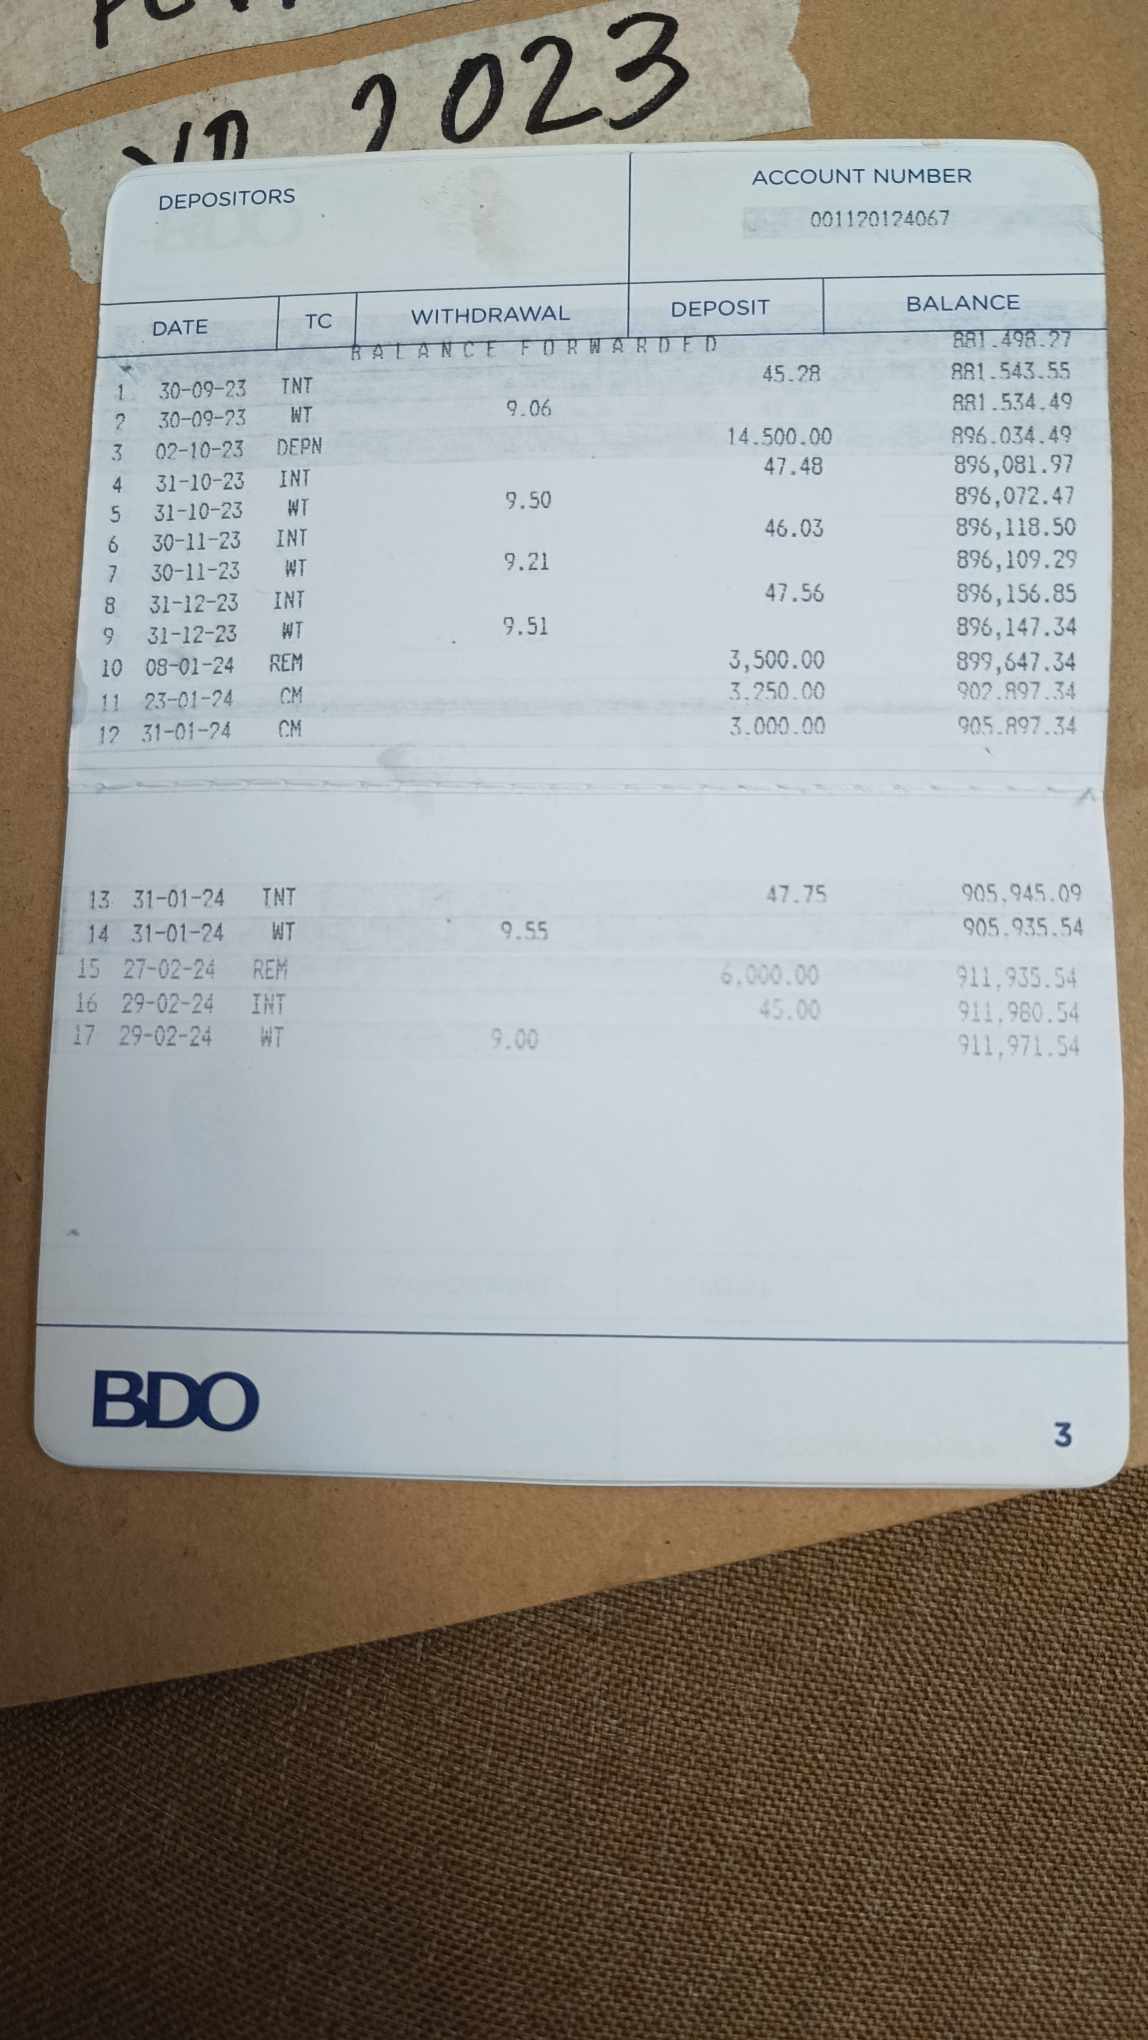 2023
DEPOSITORS
ACCOUNT NUMBER
001120124067
DATE TC WITHDRAWAL DEPOSIT BALANCE
BALANCE FORWARDED 881.498.27
1 30-09-23 INT 45.28 881.543.55
2 30-09-23 WT 9.06 881.534.49
3 02-10-23 DEPN 14.500.00 896.034.49
4 31-10-23 INT 47.48 896,081.97
5 31-10-23 WT 9.50 896,072.47
6 30-11-23 INT 46.03 896,118.50
7 30-11-23 WT 9.21 896,109.29
8 31-12-23 INT 47.56 896,156.85
9 31-12-23 WT 9.51 896,147.34
10 08-01-24 REM 3,500.00 899,647.34
11 23-01-24 CM 3.250.00 902.897.34
12 31-01-24 CM 3.000.00 905.897.34
13 31-01-24 INT 47.75 905,945.09
14 31-01-24 WT 9.55 905.935.54
15 27-02-24 REM 6,000.00 911,935.54
16 29-02-24 INT 45.00 911,980.54
17 29-02-24 WT 9.00 911,971.54
BDO
3